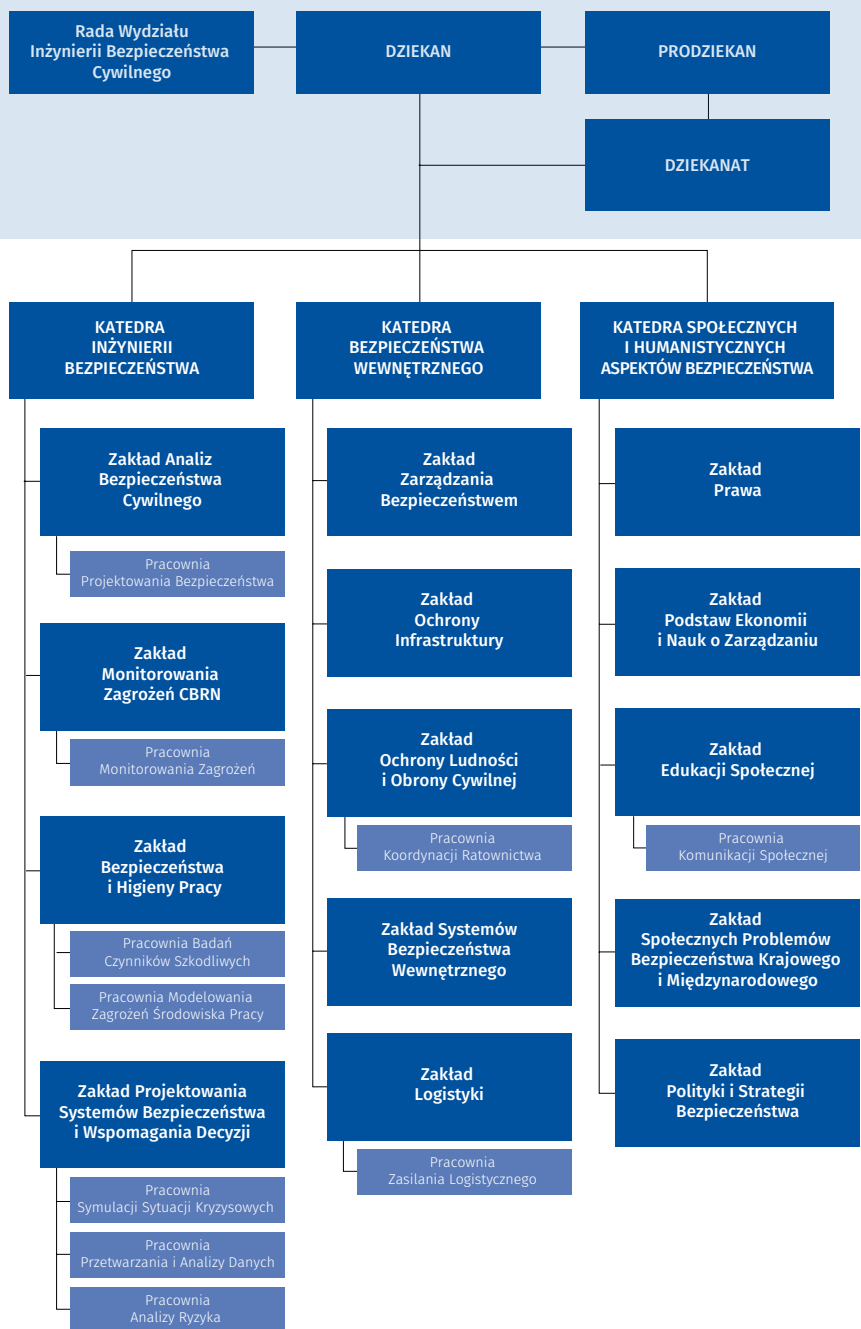 Rada Wydziału
Inżynierii Bezpieczeństwa
Cywilnego
DZIEKAN
PRODZIEKAN
DZIEKANAT
KATEDRA
INŻYNIERII
BEZPIECZEŃSTWA
Zakład Analiz
Bezpieczeństwa
Cywilnego
Pracownia
Projektowania Bezpieczeństwa
Zakład
Monitorowania
Zagrożeń CBRN
Pracownia
Monitorowania Zagrożeń
Zakład
Bezpieczeństwa
i Higieny Pracy
Pracownia Badań
Czynników Szkodliwych
Pracownia Modelowania
Zagrożeń Środowiska Pracy
Zakład Projektowania
Systemów Bezpieczeństwa
i Wspomagania Decyzji
Pracownia
Symulacji Sytuacji Kryzysowych
Pracownia
Przetwarzania i Analizy Danych
Pracownia
Analizy Ryzyka
KATEDRA
BEZPIECZEŃSTWA
WEWNĘTRZNEGO
Zakład
Zarządzania
Bezpieczeństwem
Zakład
Ochrony
Infrastruktury
Zakład
Ochrony Ludności
i Obrony Cywilnej
Pracownia
Koordynacji Ratownictwa
Zakład Systemów
Bezpieczeństwa
Wewnętrznego
Zakład
Logistyki
Pracownia
Zasilania Logistycznego
KATEDRA SPOŁECZNYCH
I HUMANISTYCZNYCH
ASPEKTÓW BEZPIECZEŃSTWA
Zakład
Prawa
Zakład
Podstaw Ekonomii
i Nauk o Zarządzaniu
Zakład
Edukacji Społecznej
Pracownia
Komunikacji Społecznej
Zakład
Społecznych Problemów
Bezpieczeństwa Krajowego
i Międzynarodowego
Zakład
Polityki i Strategii
Bezpieczeństwa